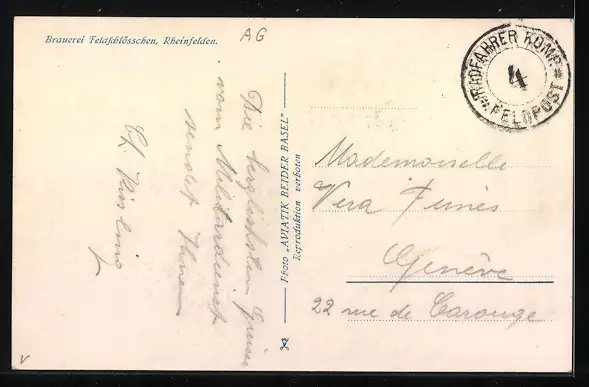 Brauerei Feldschlösschen, Rheinfelden.
AG
RADFAHRER KOMP.
4
FELDPOST
Die herzlichsten Grüsse
vom Militärdienst
sendet Ihnen
Photo „AVIATIK BEIDER BASEL"
Reproduktion verboten
Mademoiselle
Vera
Genève
22 rue de Carouge